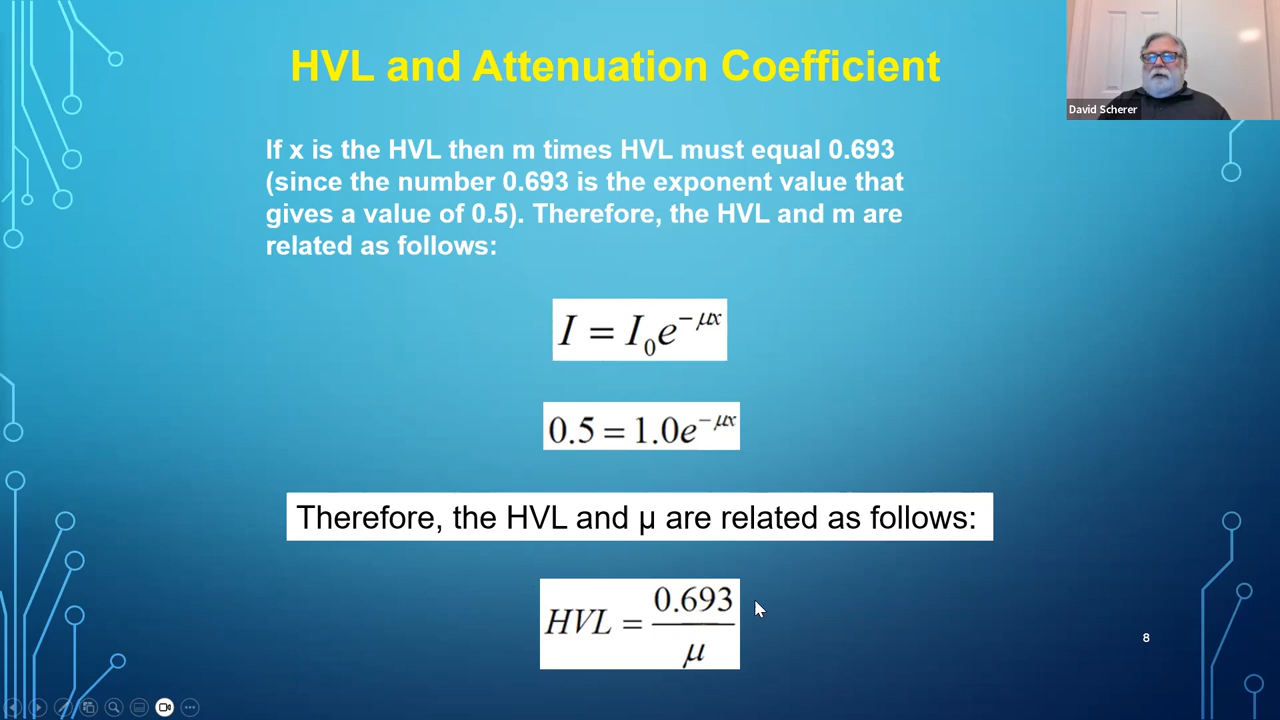 HVL and Attenuation Coefficient
David Scherer
If x is the HVL then m times HVL must equal 0.693
(since the number 0.693 is the exponent value that
gives a value of 0.5). Therefore, the HVL and m are
related as follows:
I = I₀e^{−μx}
0.5 = 1.0e^{−μx}
Therefore, the HVL and μ are related as follows:
HVL = 0.693/μ
8